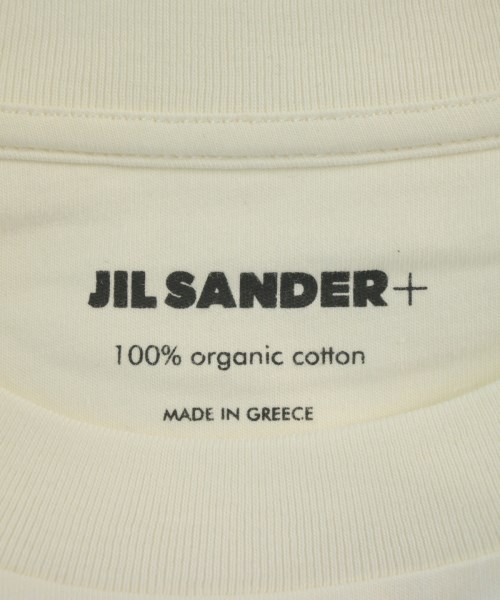 JIL SANDER+
100% organic cotton
MADE IN GREECE